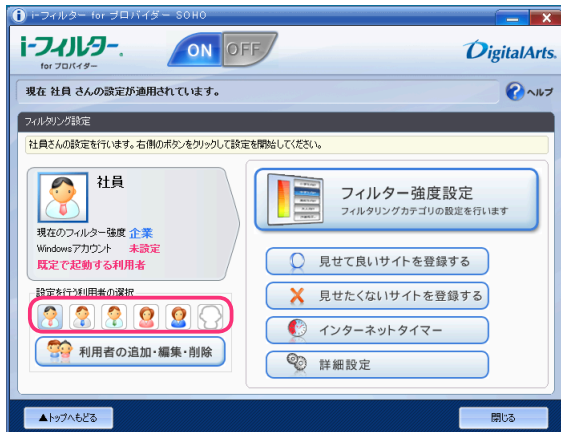 i-フィルター for プロバイダー SOHO
i-フィルター®
for プロバイダー
ON OFF
DigitalArts.
現在 社員 さんの設定が適用されています。
ヘルプ
フィルタリング設定
社員さんの設定を行います。右側のボタンをクリックして設定を開始してください。
社員
現在のフィルター強度 企業
Windowsアカウント 未設定
既定で起動する利用者
設定を行う利用者の選択
利用者の追加・編集・削除
フィルター強度設定
フィルタリングカテゴリの設定を行います
見せて良いサイトを登録する
見せたくないサイトを登録する
インターネットタイマー
詳細設定
▲トップへもどる
閉じる